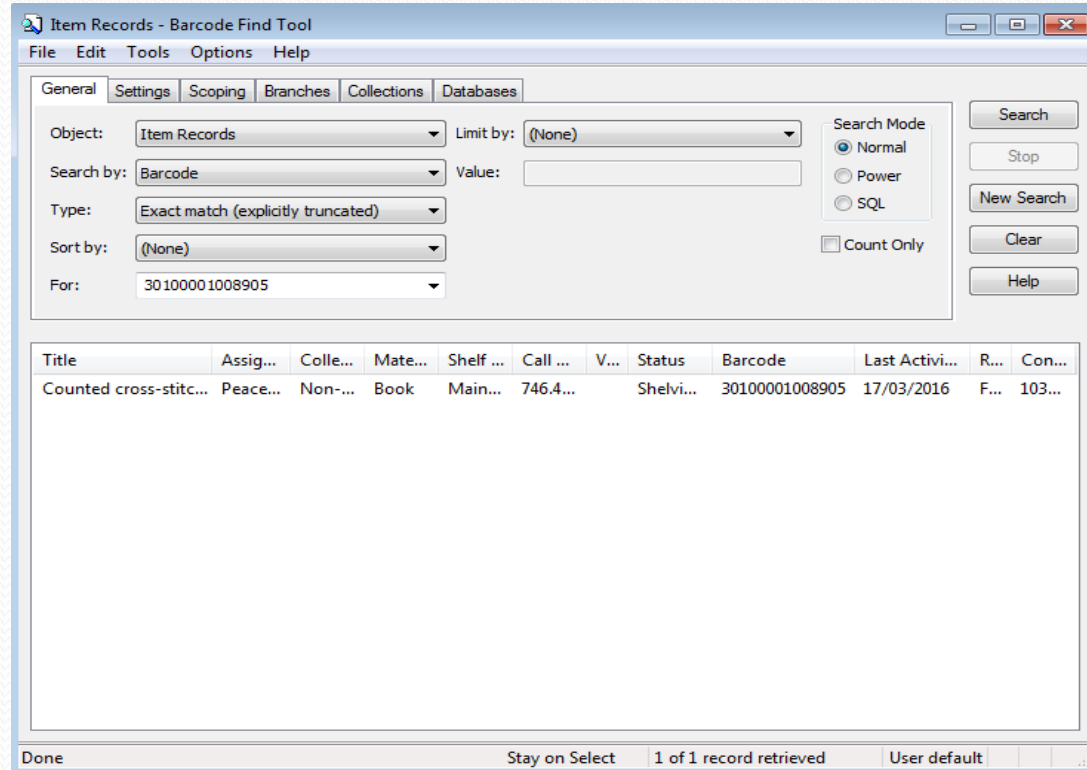 Item Records - Barcode Find Tool
File Edit Tools Options Help
General Settings Scoping Branches Collections Databases
Object: Item Records Limit by: (None)
Search by: Barcode Value:
Type: Exact match (explicitly truncated)
Sort by: (None)
For: 30100001008905
Search Mode
Normal
Power
SQL
Count Only
Search
Stop
New Search
Clear
Help
Title Assig... Colle... Mate... Shelf ... Call ... V... Status Barcode Last Activi... R... Con...
Counted cross-stitc... Peace... Non-... Book Main... 746.4... Shelvi... 30100001008905 17/03/2016 F... 103...
Done Stay on Select 1 of 1 record retrieved User default